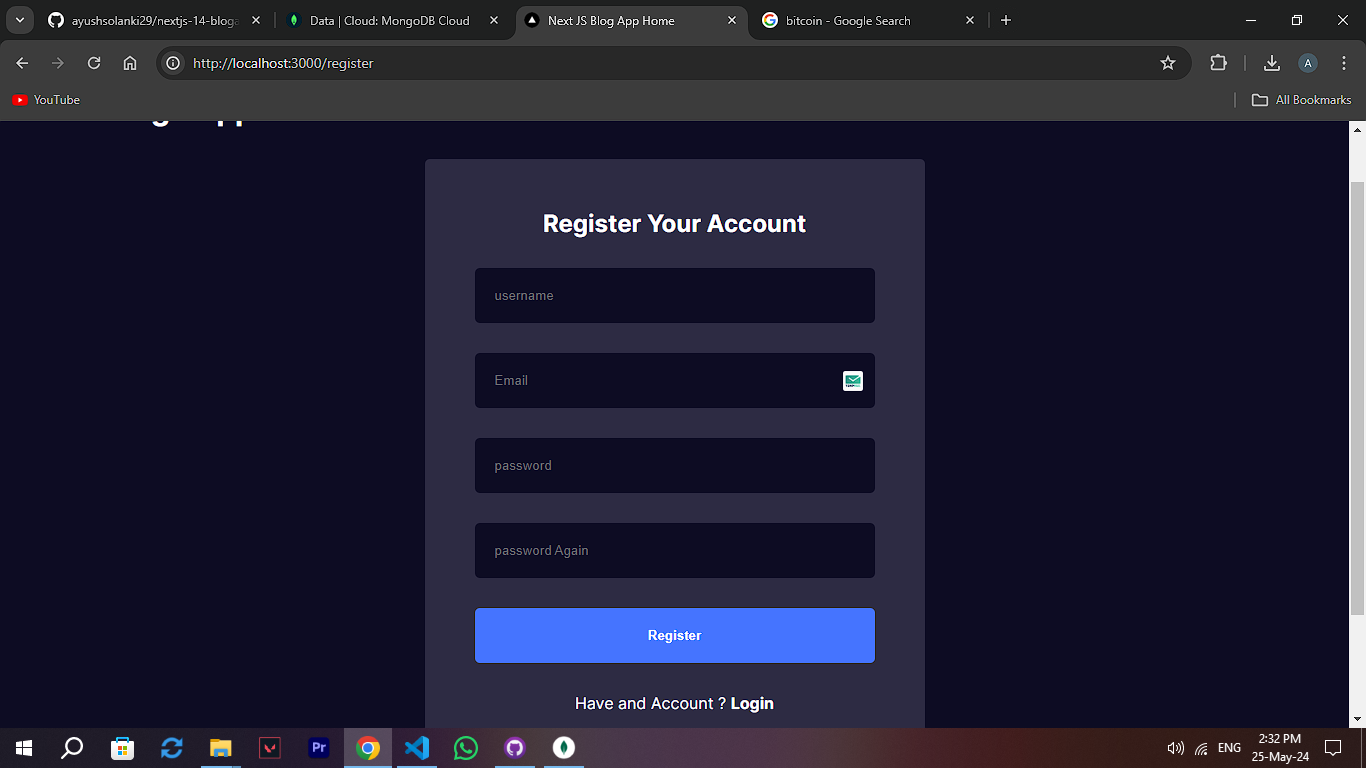 ayushsolanki29/nextjs-14-bloga
Data | Cloud: MongoDB Cloud
Next JS Blog App Home
bitcoin - Google Search
http://localhost:3000/register
A
YouTube
All Bookmarks
Register Your Account
username
Email
password
password Again
Register
Have and Account ? Login
Pr
ENG
2:32 PM
25-May-24